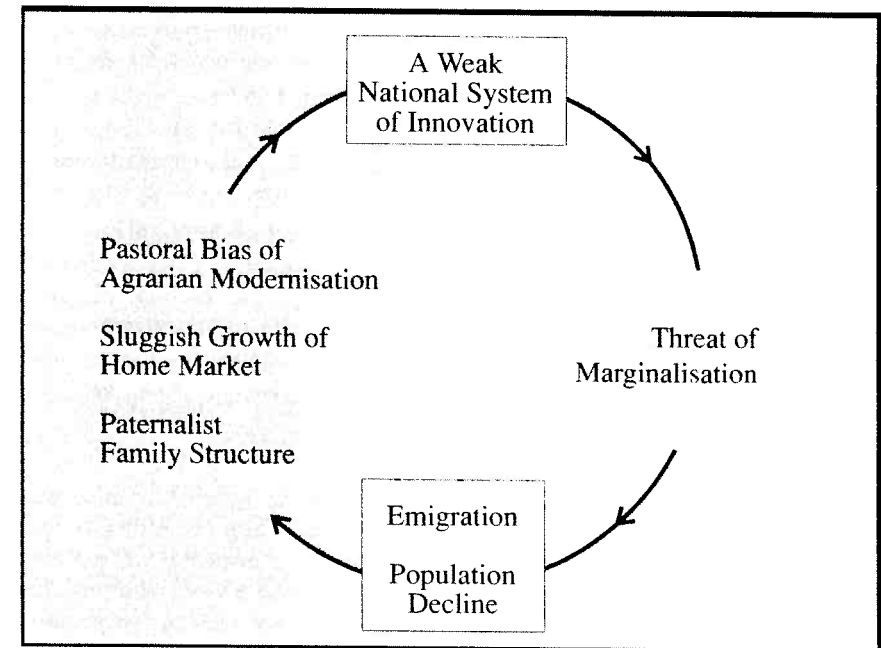 A Weak
National System
of Innovation
Pastoral Bias of
Agrarian Modernisation
Sluggish Growth of
Home Market
Paternalist
Family Structure
Threat of
Marginalisation
Emigration
Population
Decline